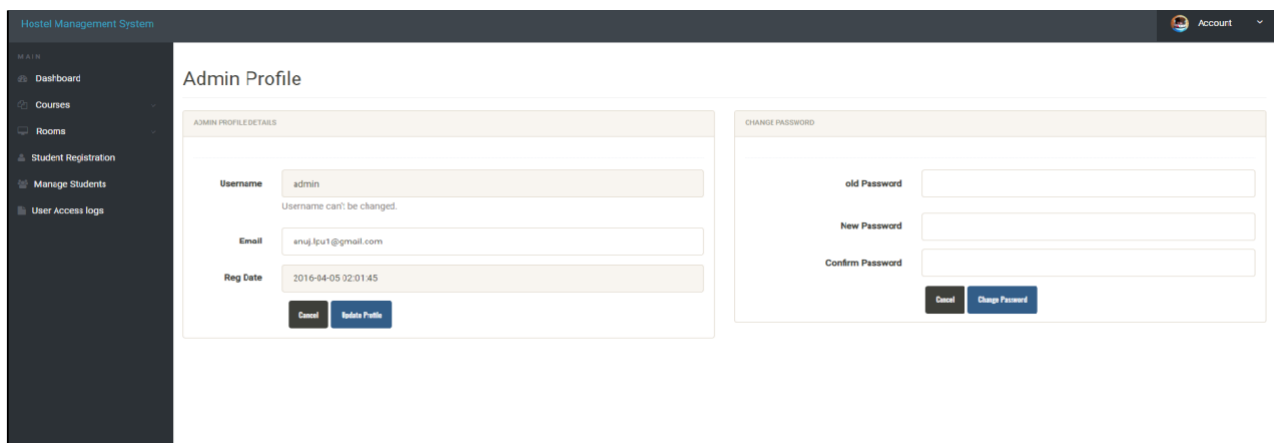 Hostel Management System
Account
MAIN
Dashboard
Courses
Rooms
Student Registration
Manage Students
User Access logs
Admin Profile
ADMIN PROFILE DETAILS
Username
admin
Username can't be changed.
Email
anuj.lpu1@gmail.com
Reg Date
2016-04-05 02:01:45
Cancel
Update Profile
CHANGE PASSWORD
old Password
New Password
Confirm Password
Cancel
Change Password